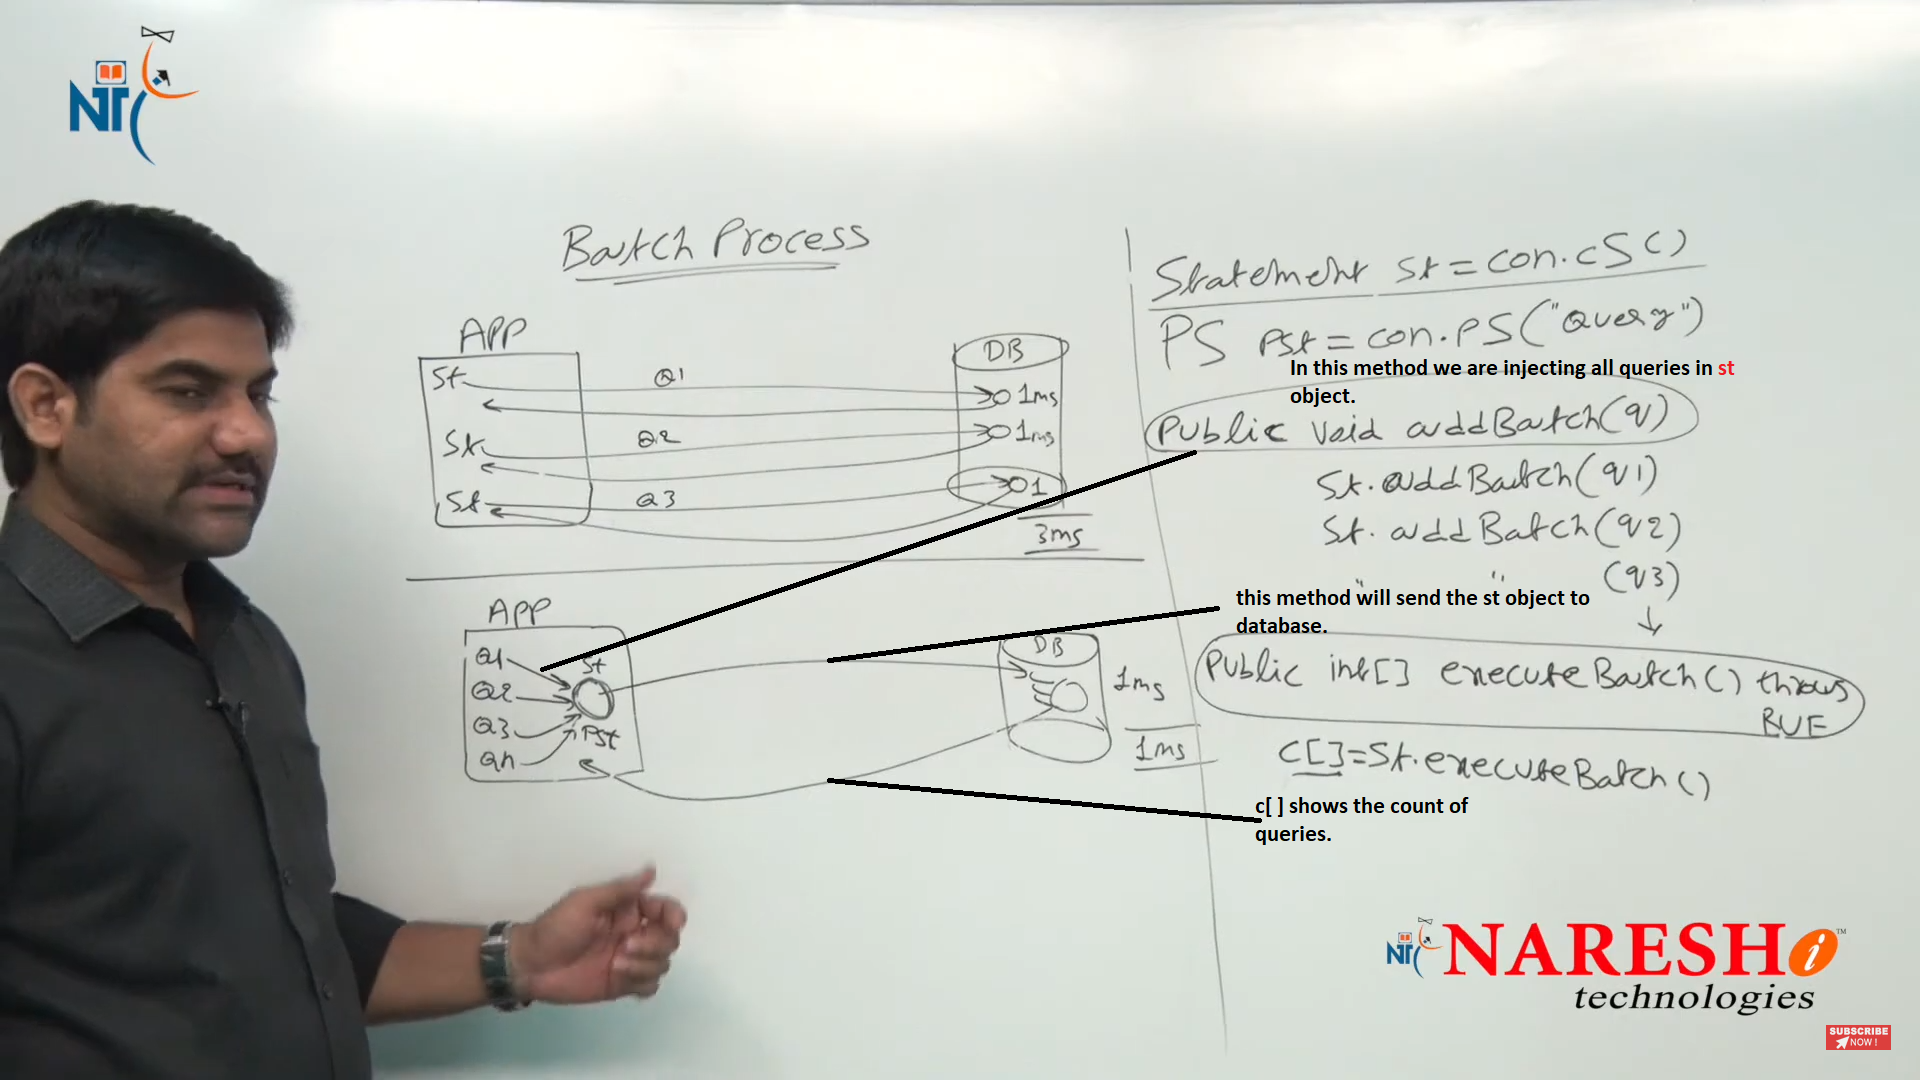 NT
Batch Process
APP
St
Q1
DB
1ms
St
Q2
1ms
St
Q3
1
3ms
APP
Q1
St
Q2
Q3
Pst
Qn
DB
1ms
1ms
Statement st = con.cS()
PS Pst = con.PS("Query")
In this method we are injecting all queries in st
object.
Public void addBatch(q)
St.addBatch(q1)
St.addBatch(q2)
" " (q3)
this method will send the st object to
database.
Public int[] executeBatch() throws
BUE
C[]=St.executeBatch()
c[ ] shows the count of
queries.
NT
NARESH i ™
technologies
SUBSCRIBE
NOW !